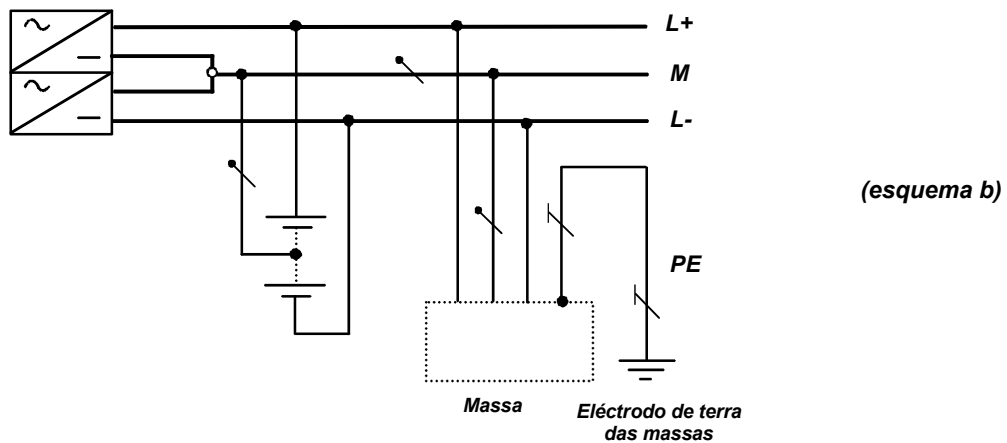 L+
M
L-
(esquema b)
PE
Massa
Eléctrodo de terra
das massas